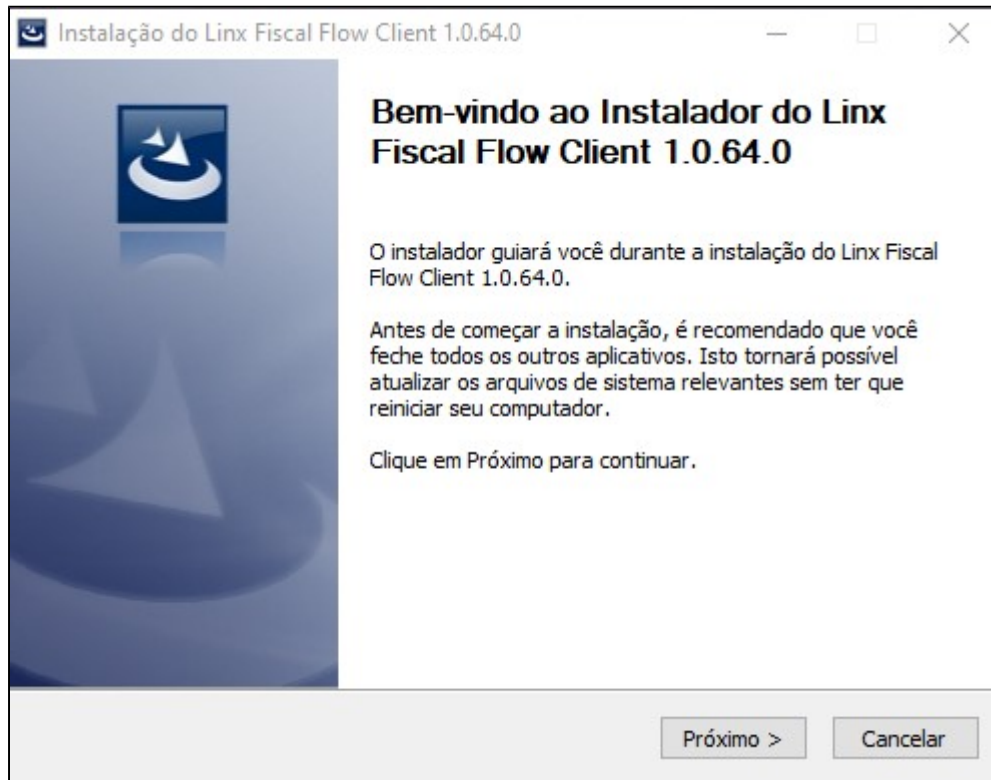 Instalação do Linx Fiscal Flow Client 1.0.64.0
Bem-vindo ao Instalador do Linx
Fiscal Flow Client 1.0.64.0
O instalador guiará você durante a instalação do Linx Fiscal
Flow Client 1.0.64.0.
Antes de começar a instalação, é recomendado que você
feche todos os outros aplicativos. Isto tornará possível
atualizar os arquivos de sistema relevantes sem ter que
reiniciar seu computador.
Clique em Próximo para continuar.
Próximo > Cancelar